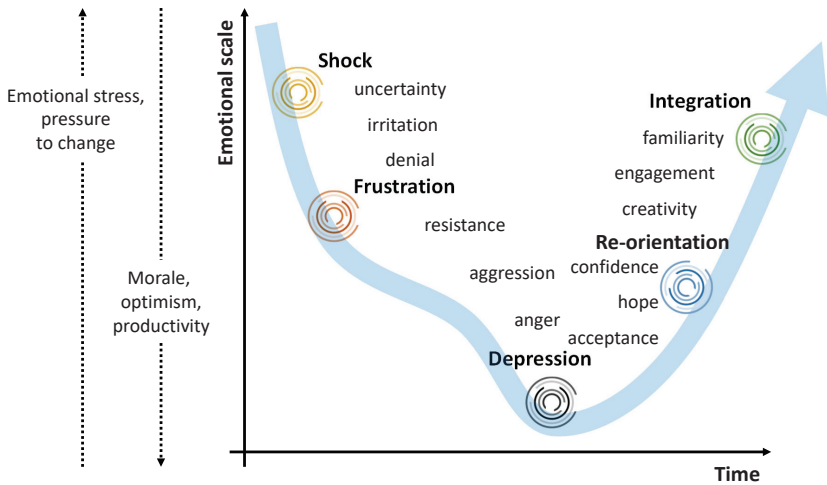 Emotional stress,
pressure
to change
Morale,
optimism,
productivity
Emotional scale
Shock
uncertainty
irritation
denial
Frustration
resistance
aggression
anger
Depression
Integration
familiarity
engagement
creativity
Re-orientation
confidence
hope
acceptance
Time